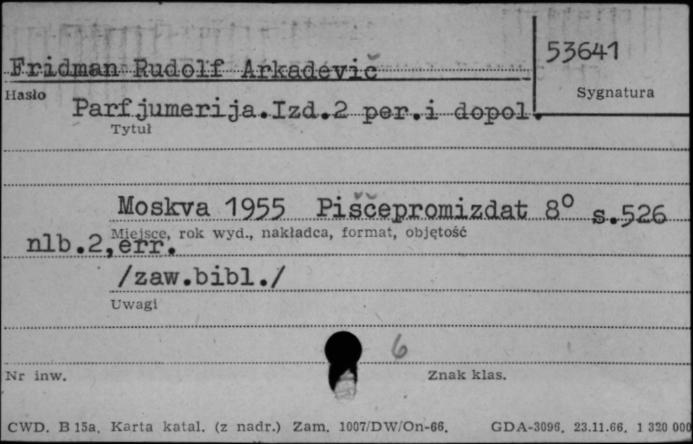 53641
Fridman Rudolf Arkadevič
Hasło
Sygnatura
Parfjumerija.Izd.2 per.i dopol.
Tytuł
Moskva 1955 Piščepromizdat 8° s.526
Miejsce, rok wyd., nakładca, format, objętość
nlb.2,err.
/zaw.bibl./
Uwagi
6
Nr inw.
Znak klas.
CWD. B 15a. Karta katal. (z nadr.) Zam. 1007/DW/On-66. GDA-3096. 23.11.66. 1 320 000